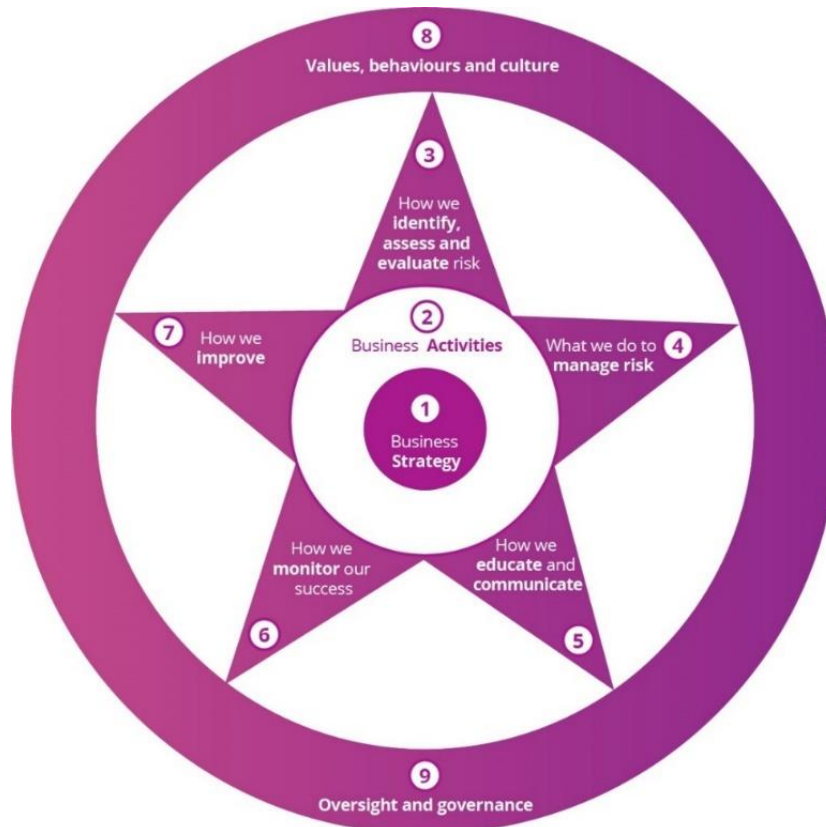 8
Values, behaviours and culture
3
How we
identify,
assess and
evaluate risk
7
How we
improve
2
Business Activities
What we do to
manage risk
4
1
Business
Strategy
How we
monitor our
success
6
How we
educate and
communicate
5
9
Oversight and governance